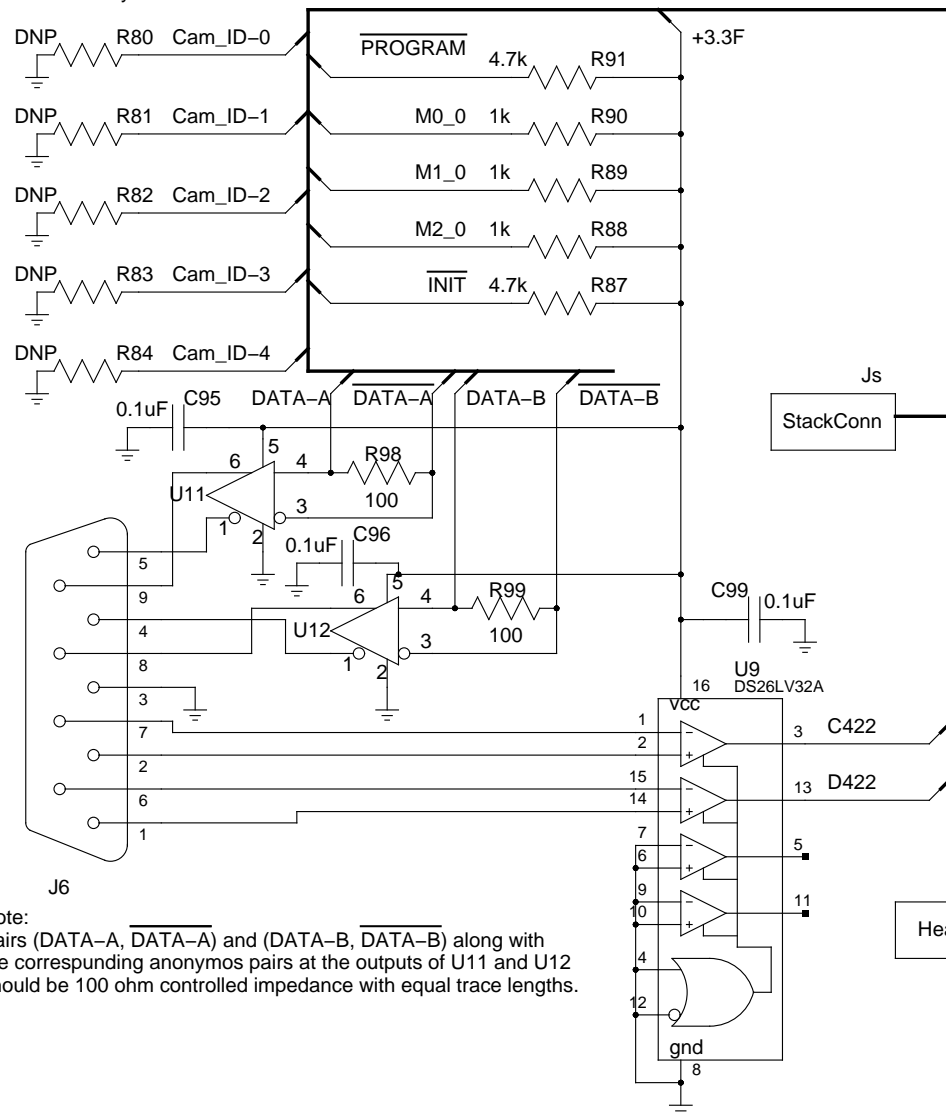 DNP R80 Cam_ID-0
PROGRAM 4.7k R91
+3.3F
DNP R81 Cam_ID-1
M0_0 1k R90
M1_0 1k R89
DNP R82 Cam_ID-2
M2_0 1k R88
DNP R83 Cam_ID-3
INIT 4.7k R87
DNP R84 Cam_ID-4
Js
StackConn
0.1uF C95 DATA-A DATA-A DATA-B DATA-B
5
6 4 R98
U11
1 2 3 100
0.1uF C96
5
6 4 R99
U12
1 2 3 100
C99 0.1uF
U9
16 DS26LV32A
vcc
5
9
4
8
3
7
2
6
1
J6
1 3 C422
2
15 13 D422
14
7 5
6
9 11
10
4
12
gnd
8
ote:
airs (DATA-A, DATA-A) and (DATA-B, DATA-B) along with
e correspunding anonymos pairs at the outputs of U11 and U12
ould be 100 ohm controlled impedance with equal trace lengths.
Hea